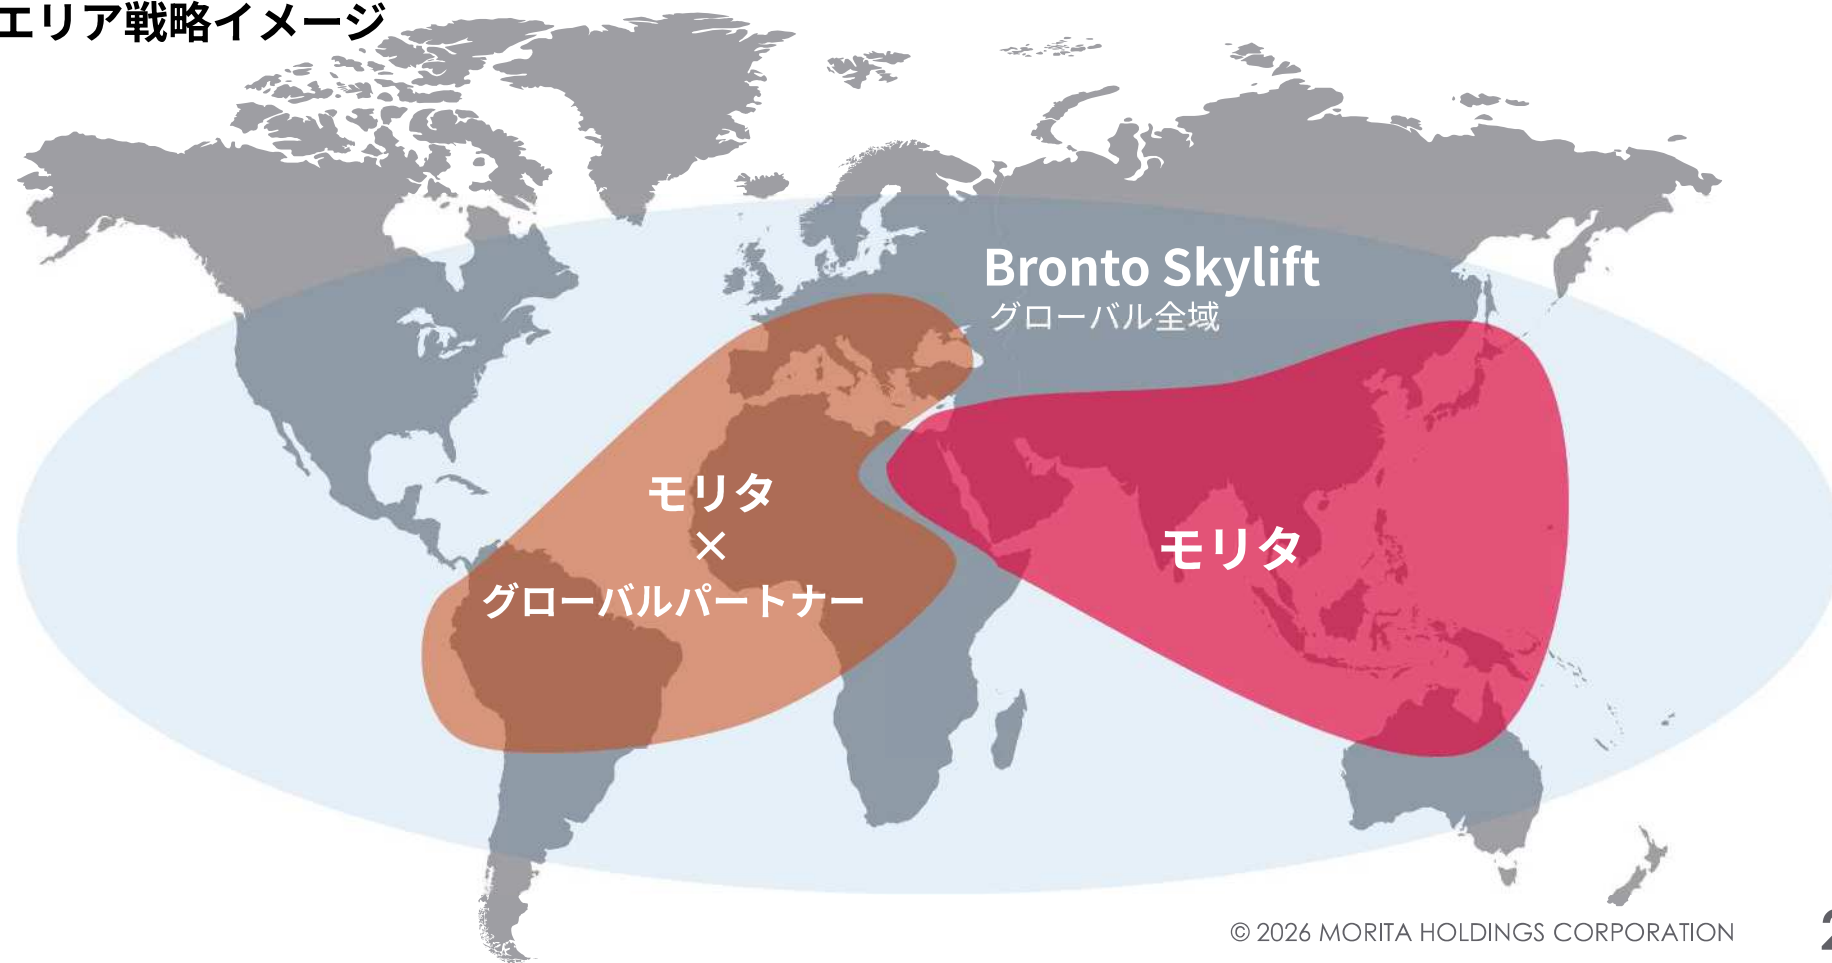 エリア戦略イメージ
Bronto Skylift
グローバル全域
モリタ
×
グローバルパートナー
モリタ
© 2026 MORITA HOLDINGS CORPORATION